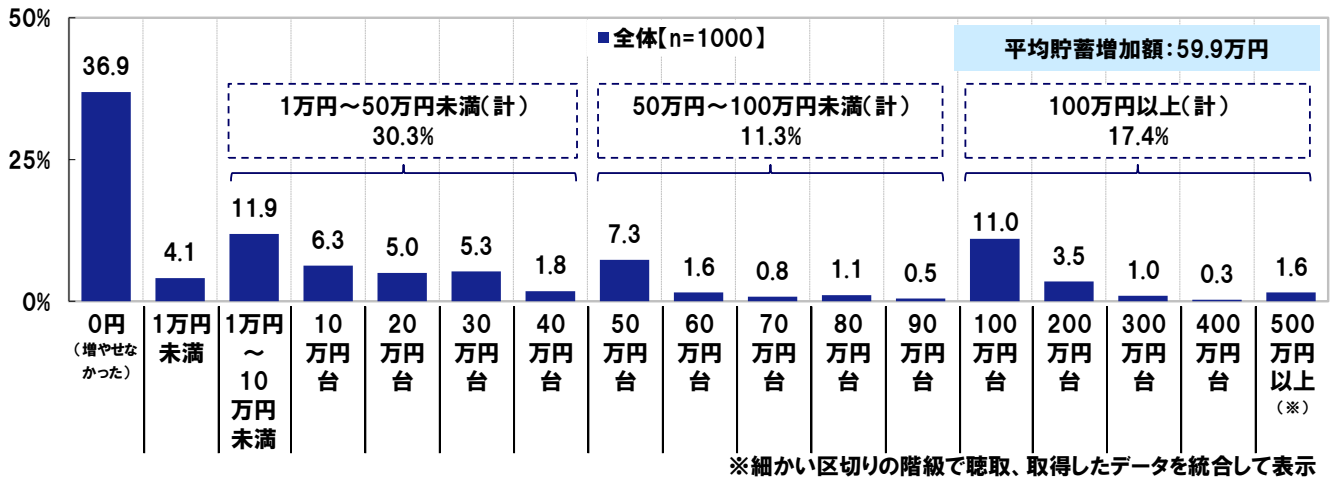 50%
25%
0%
■全体【n=1000】
平均貯蓄増加額：59.9万円
1万円～50万円未満（計）
30.3%
50万円～100万円未満（計）
11.3%
100万円以上（計）
17.4%
36.9
4.1
11.9
6.3
5.0
5.3
1.8
7.3
1.6
0.8
1.1
0.5
11.0
3.5
1.0
0.3
1.6
0円
（増やせな
かった）
1万円
未満
1万円
～
10
万円
未満
10
万円
台
20
万円
台
30
万円
台
40
万円
台
50
万円
台
60
万円
台
70
万円
台
80
万円
台
90
万円
台
100
万円
台
200
万円
台
300
万円
台
400
万円
台
500
万円
以上
（※）
※細かい区切りの階級で聴取、取得したデータを統合して表示